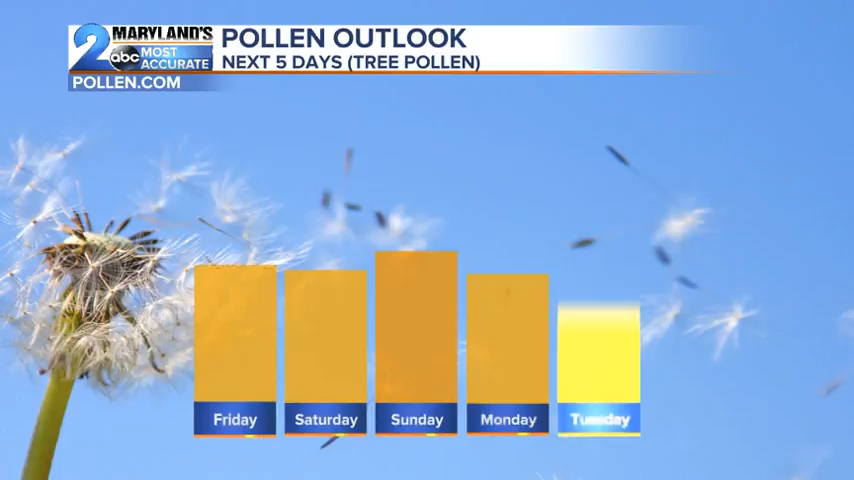 2
MARYLAND'S
abc
MOST
ACCURATE
POLLEN OUTLOOK
NEXT 5 DAYS (TREE POLLEN)
POLLEN.COM
Friday
Saturday
Sunday
Monday
Tuesday